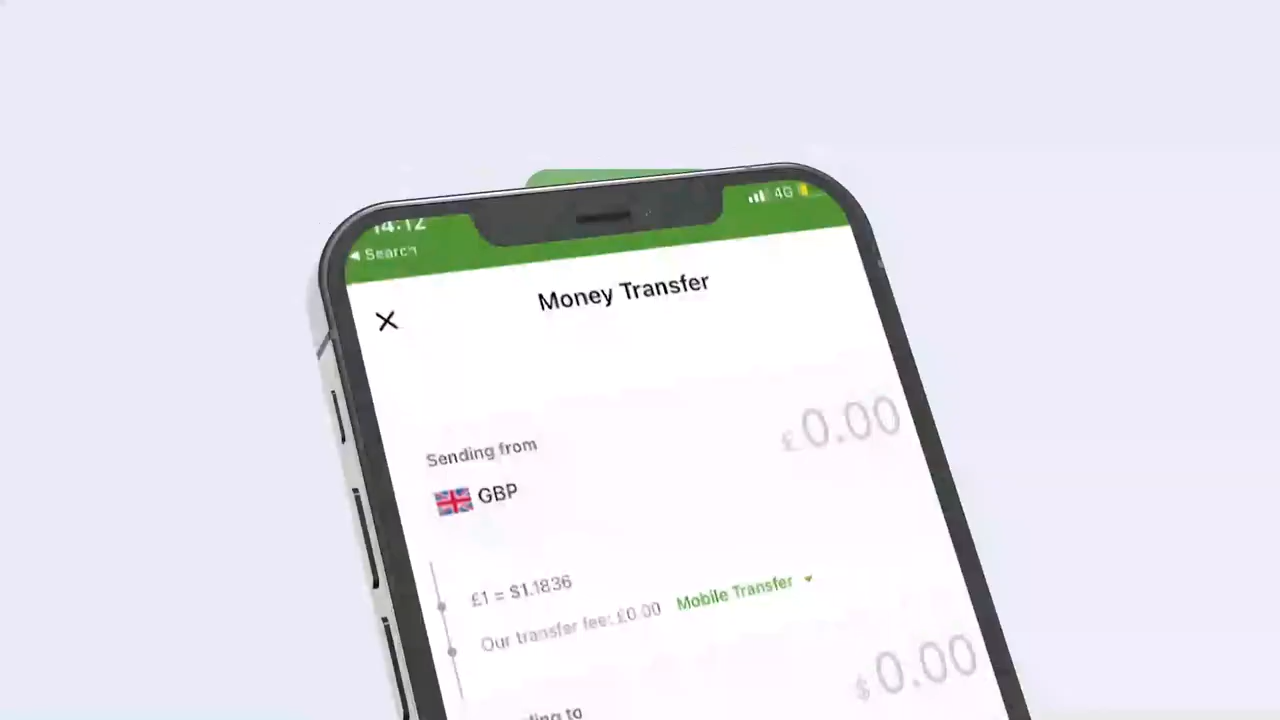 14:12
4G
◀ Search
Money Transfer
£0.00
Sending from
GBP
£1 = $1.1836
Our transfer fee: £0.00 Mobile Transfer
$0.00
to